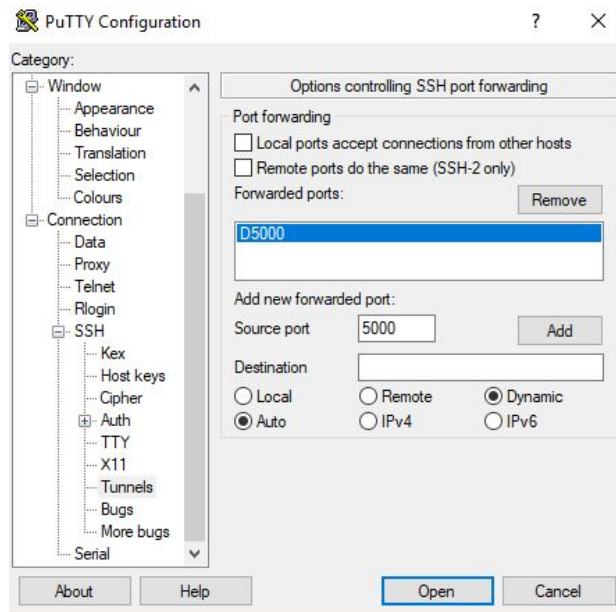 PuTTY Configuration
?
Category:
Window
Appearance
Behaviour
Translation
Selection
Colours
Connection
Data
Proxy
Telnet
Rlogin
SSH
Kex
Host keys
Cipher
Auth
TTY
X11
Tunnels
Bugs
More bugs
Serial
Options controlling SSH port forwarding
Port forwarding
Local ports accept connections from other hosts
Remote ports do the same (SSH-2 only)
Forwarded ports:
Remove
D5000
Add new forwarded port:
Source port 5000 Add
Destination
Local Remote Dynamic
Auto IPv4 IPv6
About Help Open Cancel